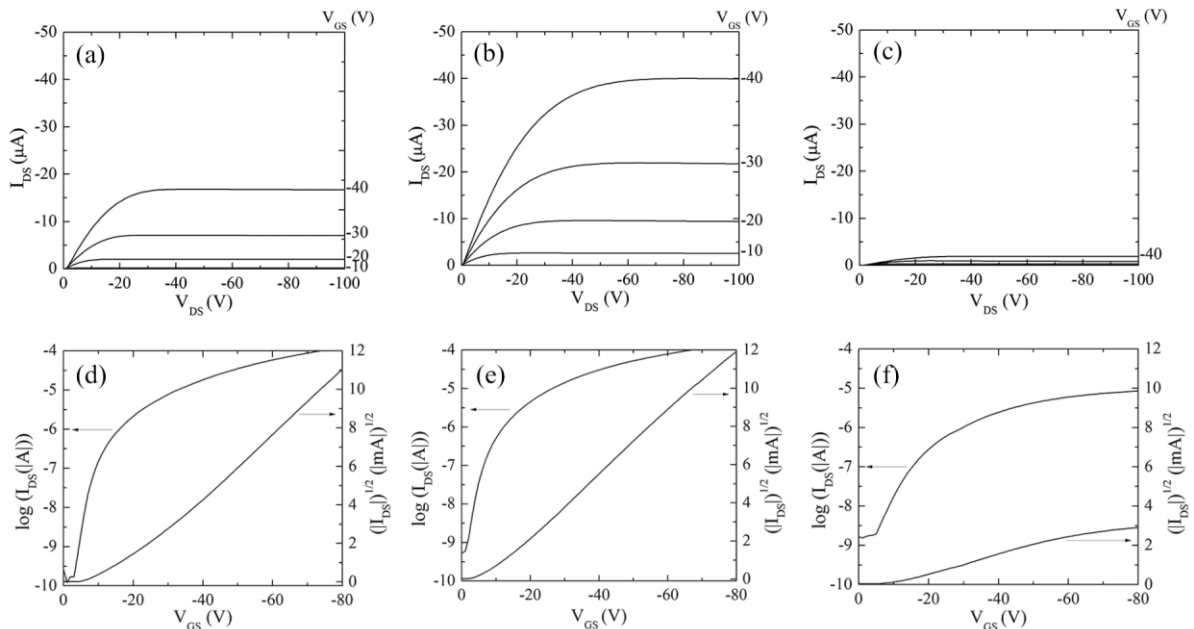 V_GS (V)
(a)
I_DS (μA)
-50
-40
-30
-20
-10
0
-40
-30
-20
-10
0 -20 -40 -60 -80 -100
V_DS (V)
V_GS (V)
(b)
I_DS (μA)
-50
-40
-30
-20
-10
0
-40
-30
-20
-10
0 -20 -40 -60 -80 -100
V_DS (V)
V_GS (V)
(c)
I_DS (μA)
-50
-40
-30
-20
-10
0
-40
0 -20 -40 -60 -80 -100
V_DS (V)
(d)
log (I_DS(|A|))
-4
-5
-6
-7
-8
-9
-10
12
10
8
6
4
2
0
(|I_DS|)^1/2 (|mA|)^1/2
0 -20 -40 -60 -80
V_GS (V)
(e)
log (I_DS(|A|))
-4
-5
-6
-7
-8
-9
-10
12
10
8
6
4
2
0
(|I_DS|)^1/2 (|mA|)^1/2
0 -20 -40 -60 -80
V_GS (V)
(f)
log (I_DS(|A|))
-4
-5
-6
-7
-8
-9
-10
12
10
8
6
4
2
0
(|I_DS|)^1/2 (|mA|)^1/2
0 -20 -40 -60 -80
V_GS (V)